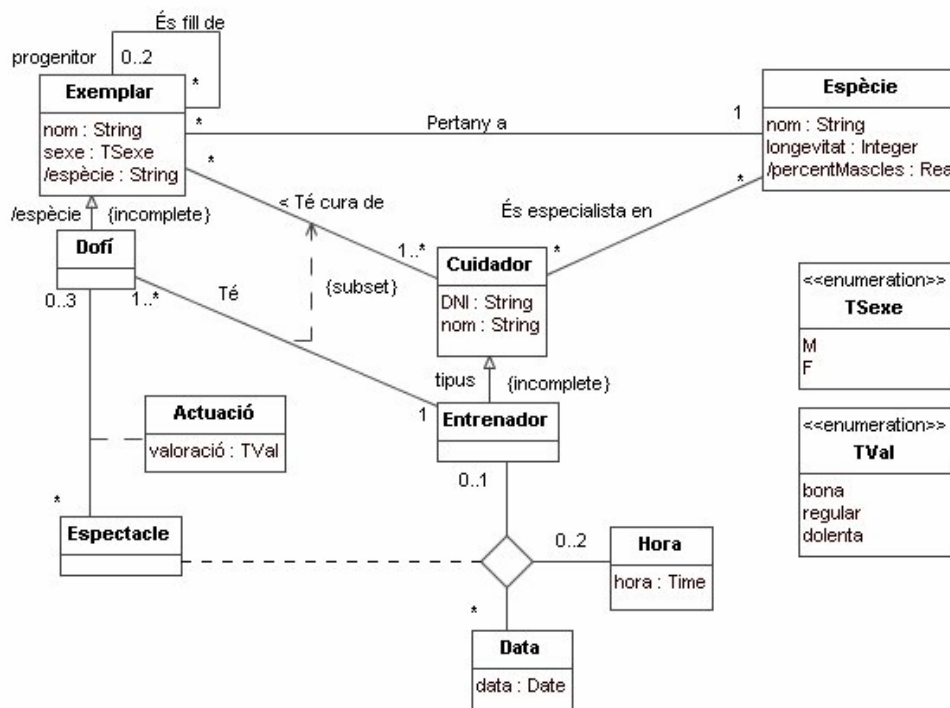 És fill de
progenitor
0..2
*
Exemplar
nom : String
sexe : TSexe
/espècie : String
*
Pertany a
1
Espècie
nom : String
longevitat : Integer
/percentMascles : Rea
*
< Té cura de
1..*
*
És especialista en
*
/espècie
{incomplete}
Dofí
0..3
1..*
Té
{subset}
Cuidador
DNI : String
nom : String
tipus
{incomplete}
1
Entrenador
0..1
<<enumeration>>
TSexe
M
F
<<enumeration>>
TVal
bona
regular
dolenta
Actuació
valoració : TVal
*
Espectacle
0..2
Hora
hora : Time
*
Data
data : Date